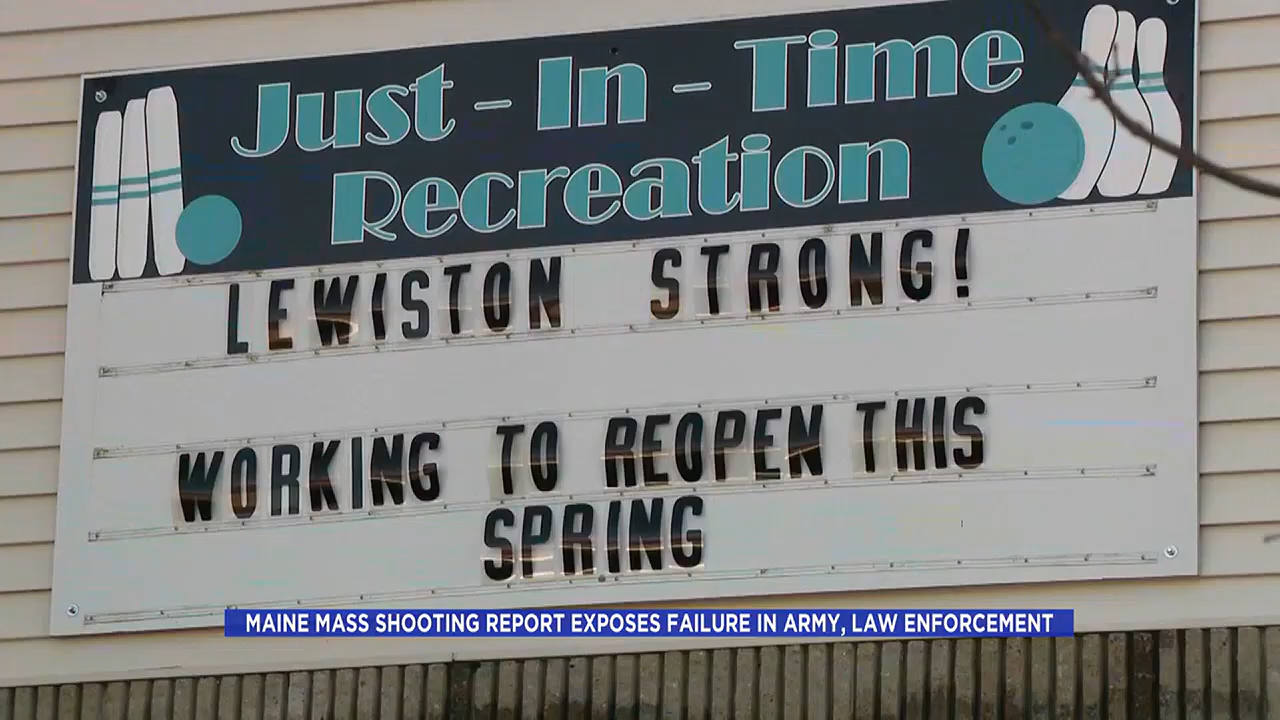 Just-In-Time
Recreation
LEWISTON STRONG!
WORKING TO REOPEN THIS
SPRING
MAINE MASS SHOOTING REPORT EXPOSES FAILURE IN ARMY, LAW ENFORCEMENT